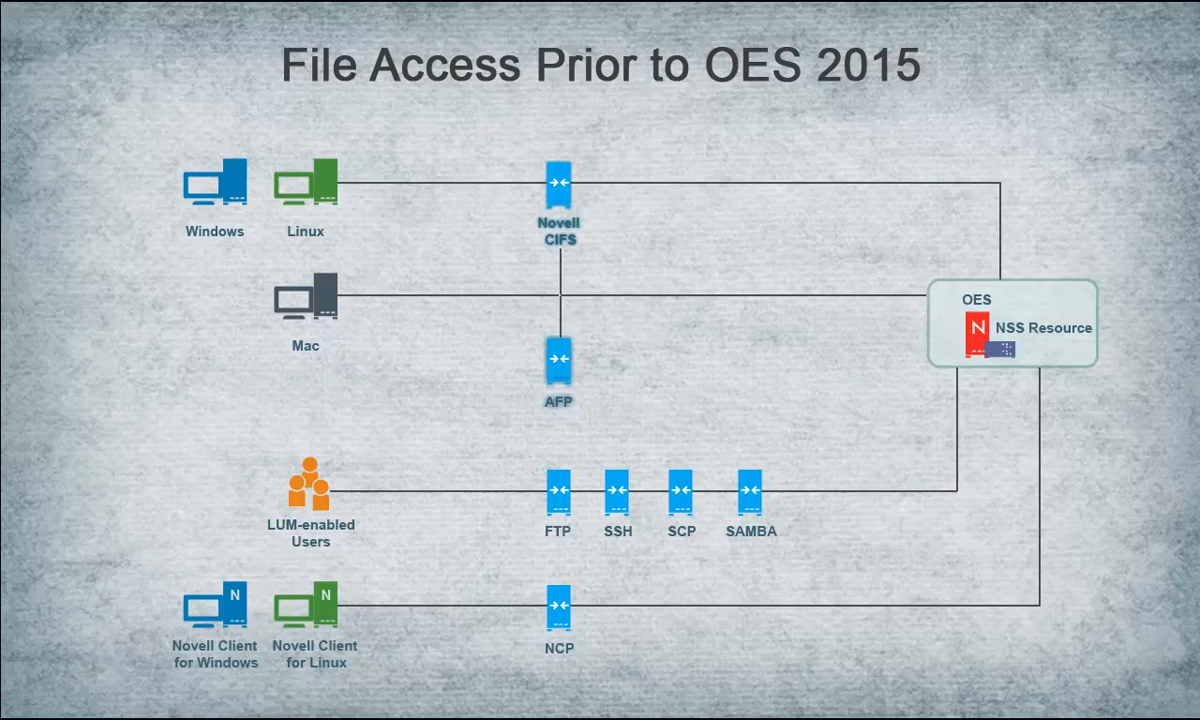 File Access Prior to OES 2015
Windows
Linux
Novell
CIFS
Mac
OES
N
NSS Resource
AFP
LUM-enabled
Users
FTP
SSH
SCP
SAMBA
N
N
Novell Client
for Windows
Novell Client
for Linux
NCP